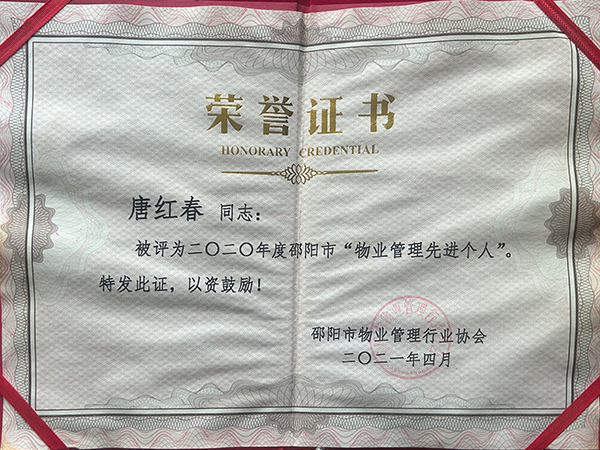 荣誉证书
HONORARY CREDENTIAL
唐红春 同志：
被评为二〇二〇年度邵阳市“物业管理先进个人”。
特发此证，以资鼓励！
邵阳市物业管理行业协会
二〇二一年四月